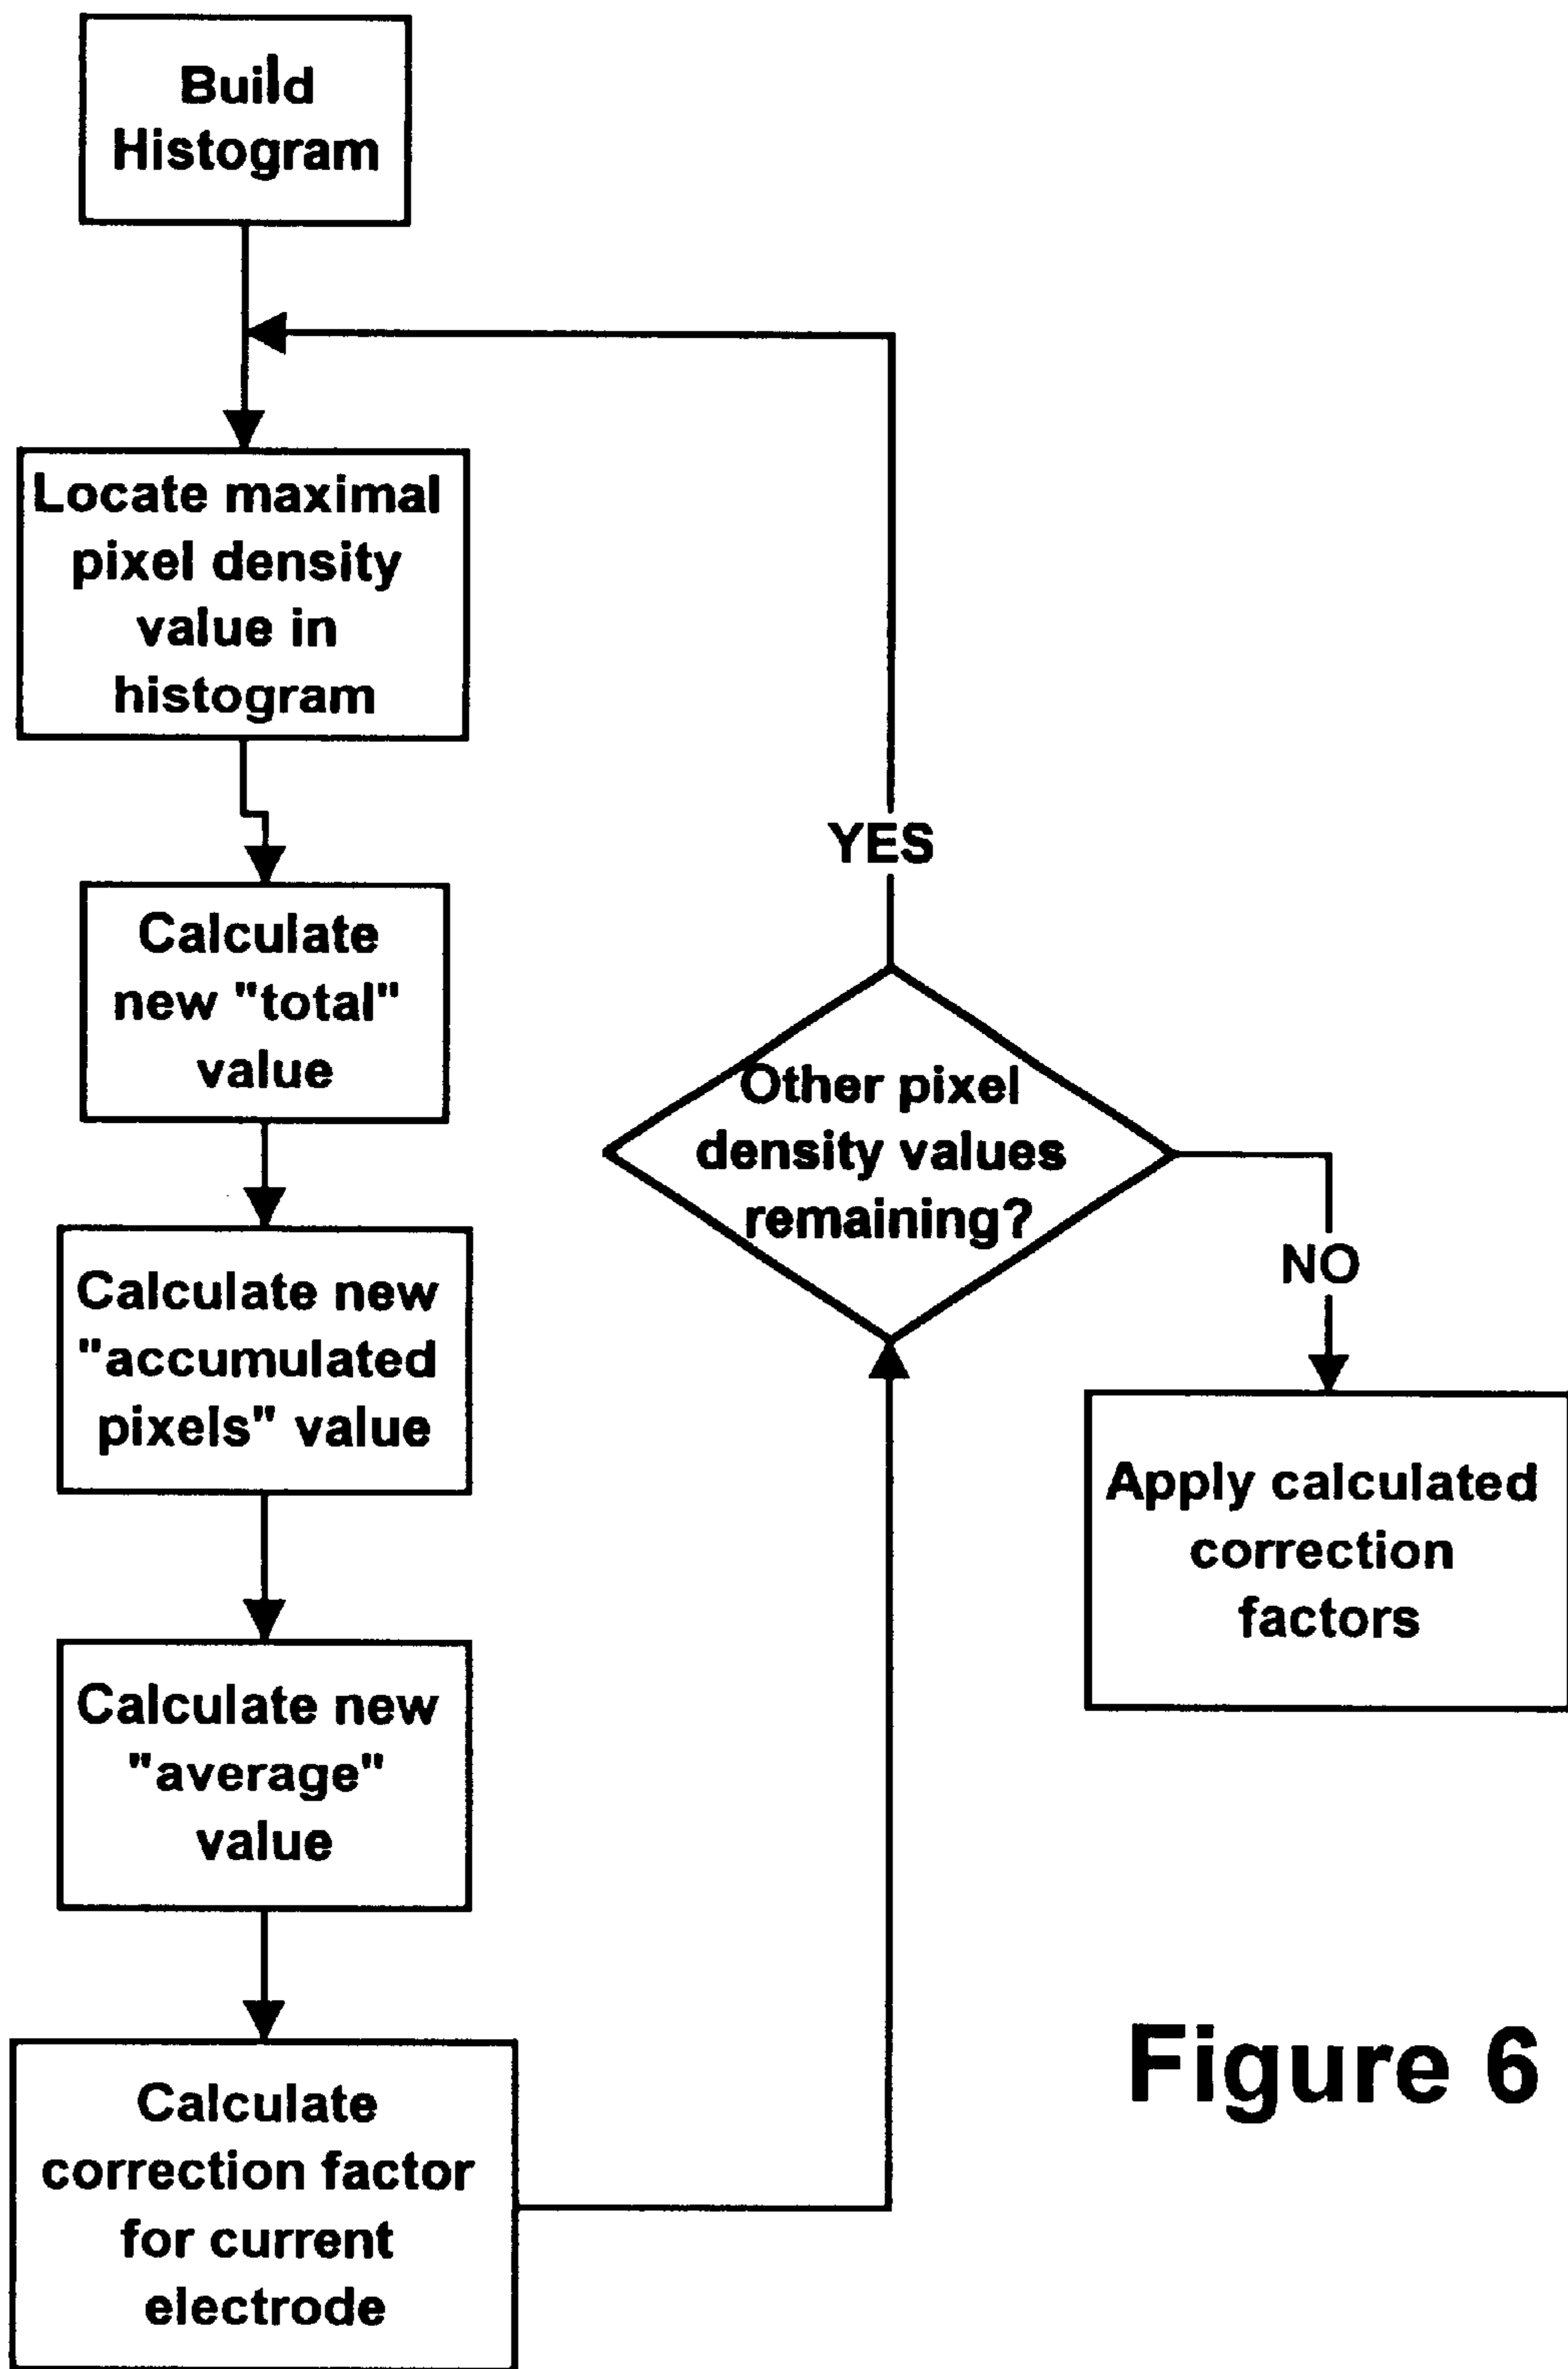 Build
Histogram
Locate maximal
pixel density
value in
histogram
Calculate
new "total"
value
Calculate new
"accumulated
pixels" value
Calculate new
"average"
value
Calculate
correction factor
for current
electrode
YES
Other pixel
density values
remaining?
NO
Apply calculated
correction
factors
Figure 6